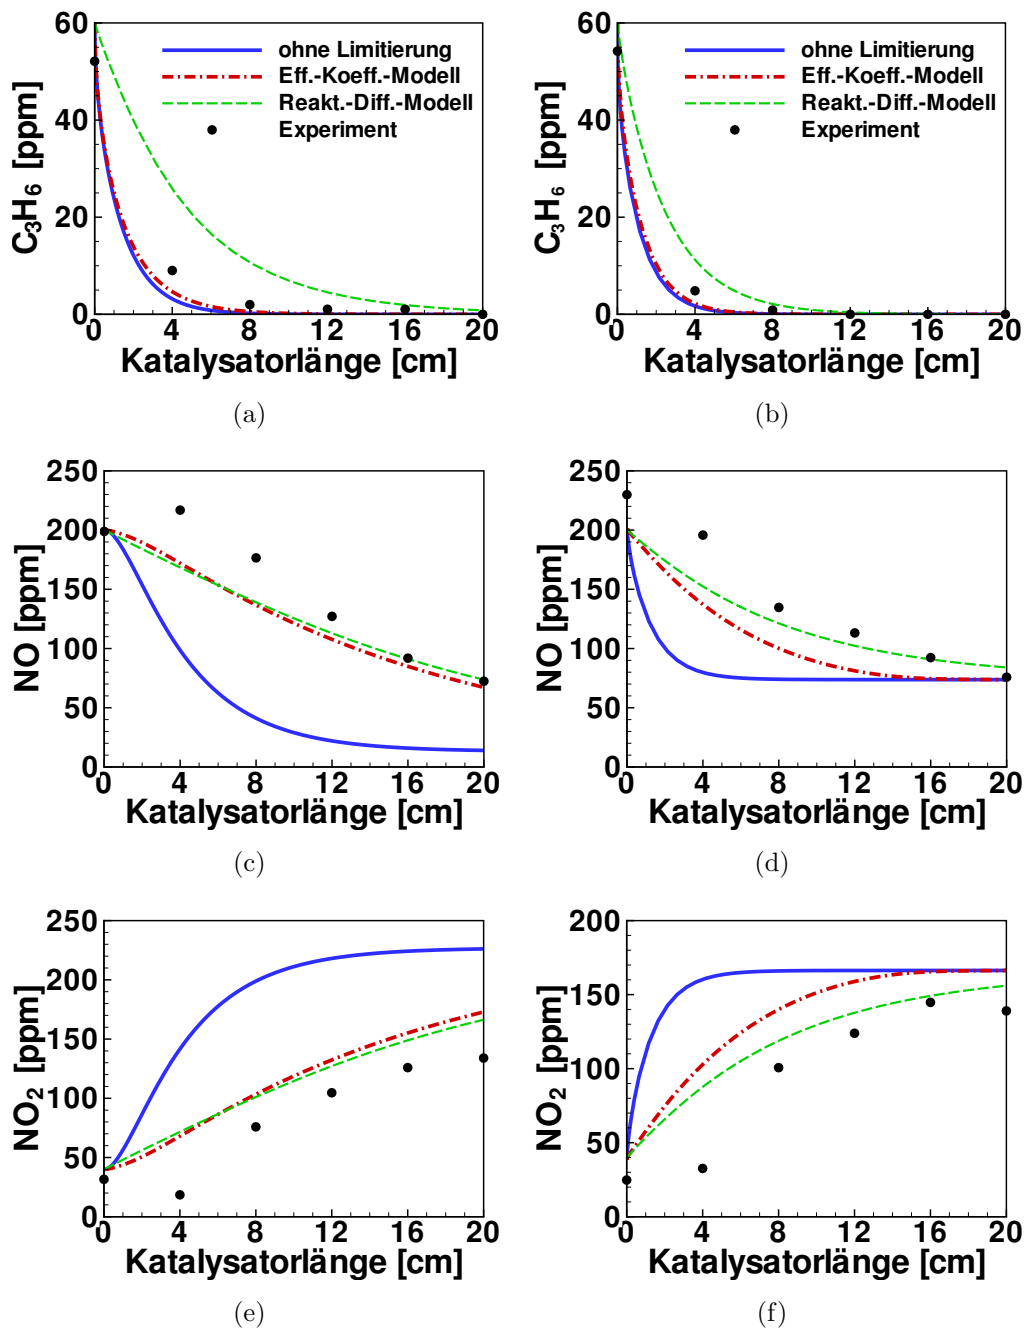 60
40
20
0
C₃H₆ [ppm]
ohne Limitierung
Eff.-Koeff.-Modell
Reakt.-Diff.-Modell
Experiment
0 4 8 12 16 20
Katalysatorlänge [cm]
(a)
60
40
20
0
C₃H₆ [ppm]
ohne Limitierung
Eff.-Koeff.-Modell
Reakt.-Diff.-Modell
Experiment
0 4 8 12 16 20
Katalysatorlänge [cm]
(b)
250
200
150
100
50
0
NO [ppm]
0 4 8 12 16 20
Katalysatorlänge [cm]
(c)
250
200
150
100
50
0
NO [ppm]
0 4 8 12 16 20
Katalysatorlänge [cm]
(d)
250
200
150
100
50
0
NO₂ [ppm]
0 4 8 12 16 20
Katalysatorlänge [cm]
(e)
200
150
100
50
0
NO₂ [ppm]
0 4 8 12 16 20
Katalysatorlänge [cm]
(f)